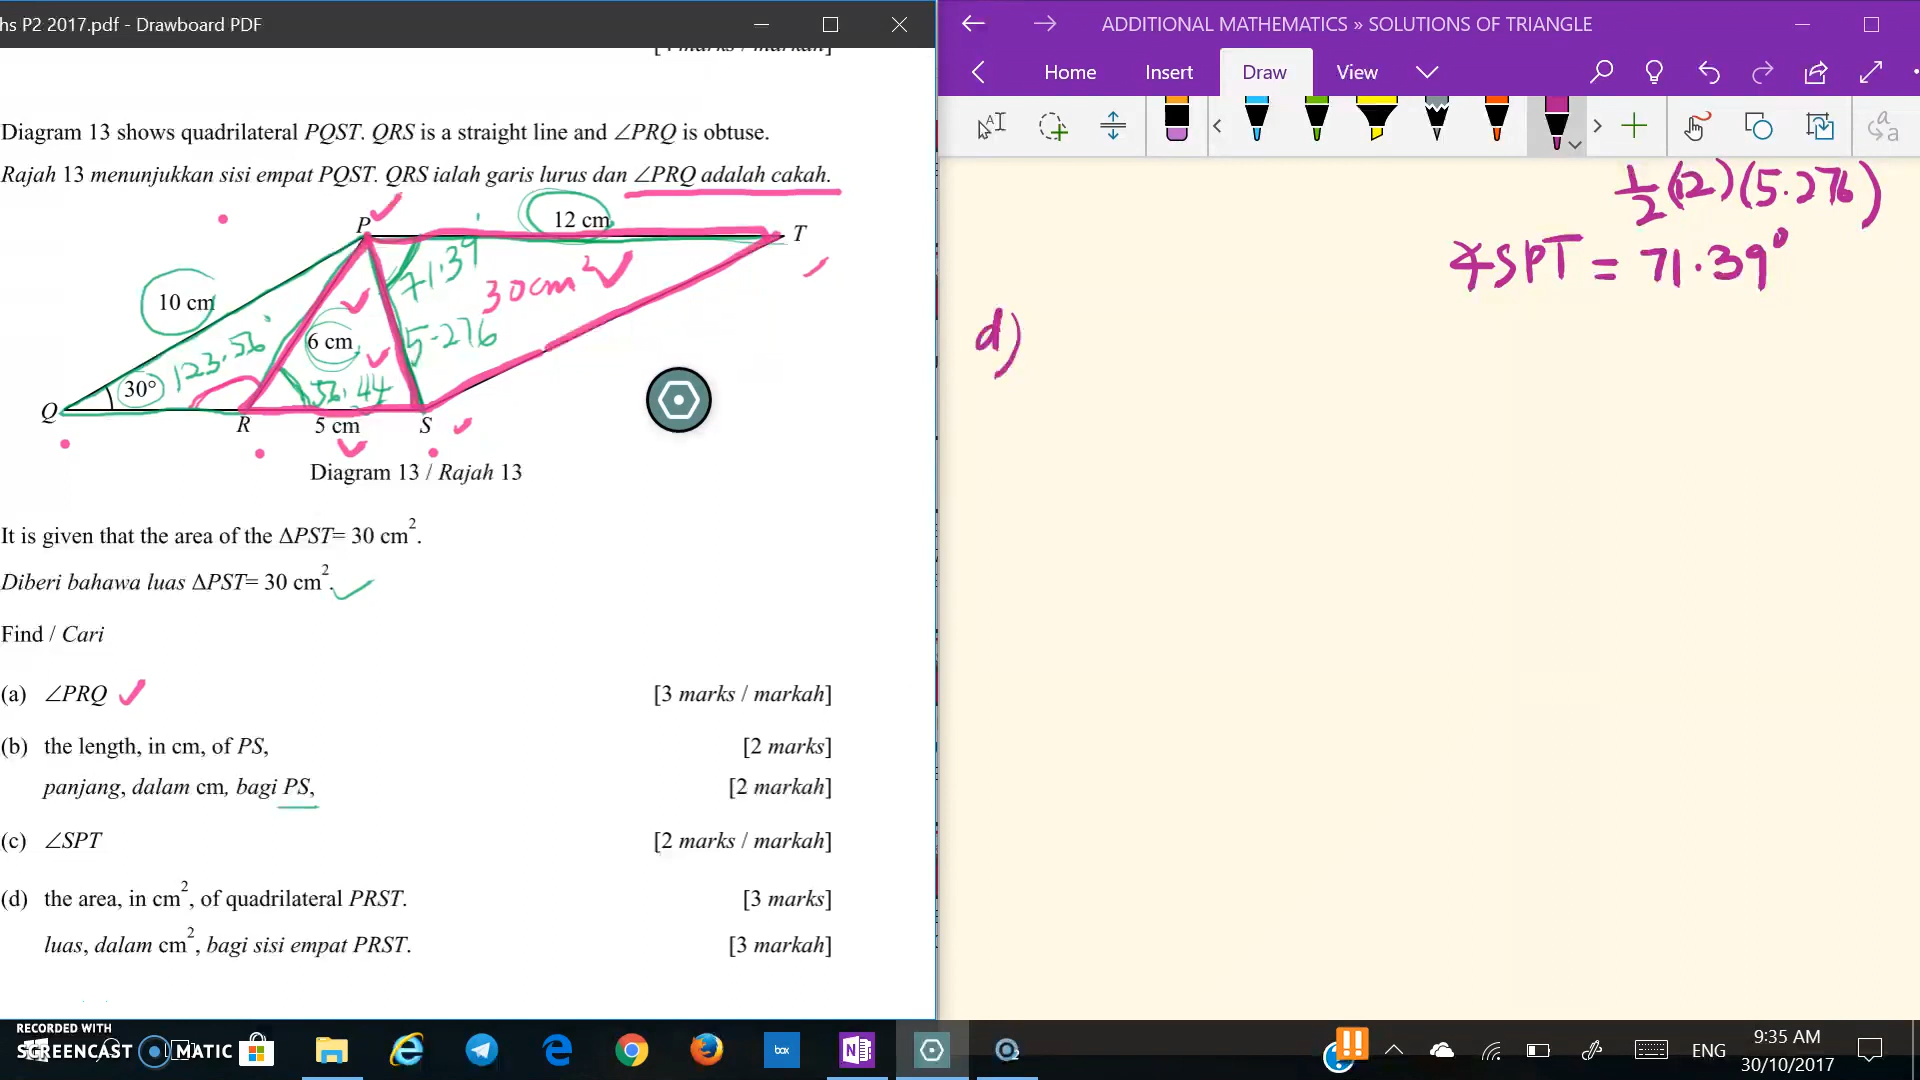 hs P2 2017.pdf - Drawboard PDF
Diagram 13 shows quadrilateral PQST. QRS is a straight line and ∠PRQ is obtuse.
Rajah 13 menunjukkan sisi empat PQST. QRS ialah garis lurus dan ∠PRQ adalah cakah.
P
12 cm
T
71.39°
30cm²
10 cm
123.56°
6 cm
5.276
30°
56.44
Q
R
5 cm
S
Diagram 13 / Rajah 13
It is given that the area of the ΔPST= 30 cm².
Diberi bahawa luas ΔPST= 30 cm².
Find / Cari
(a) ∠PRQ [3 marks / markah]
(b) the length, in cm, of PS, [2 marks]
panjang, dalam cm, bagi PS, [2 markah]
(c) ∠SPT [2 marks / markah]
(d) the area, in cm², of quadrilateral PRST. [3 marks]
luas, dalam cm², bagi sisi empat PRST. [3 markah]
ADDITIONAL MATHEMATICS » SOLUTIONS OF TRIANGLE
Home Insert Draw View
1/2 (12)(5.276)
∠SPT = 71.39°
d)
RECORDED WITH
SCREENCAST MATIC
box
N
ENG
9:35 AM
30/10/2017